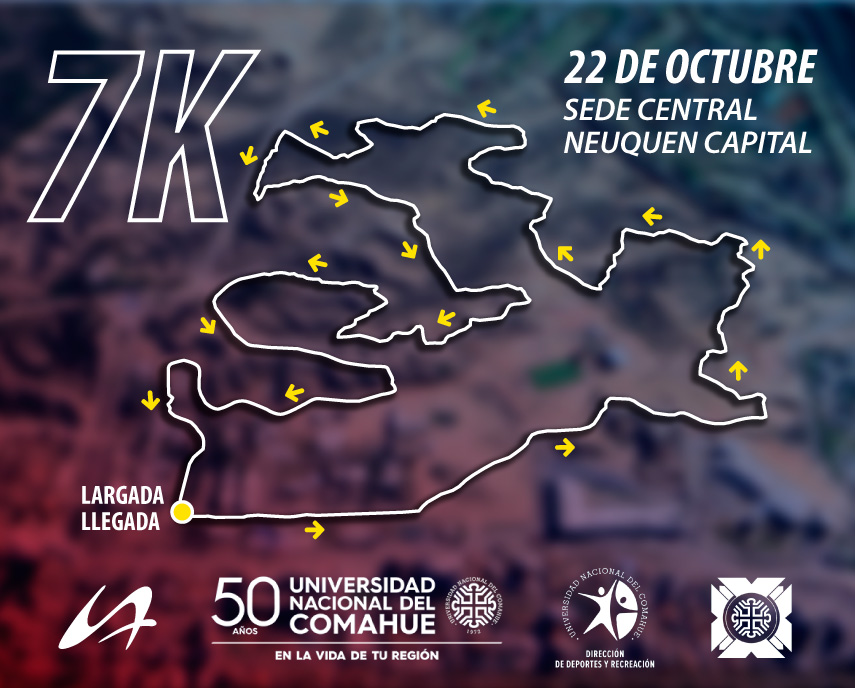 7K
22 DE OCTUBRE
SEDE CENTRAL
NEUQUEN CAPITAL
LARGADA
LLEGADA
50
AÑOS
UNIVERSIDAD
NACIONAL DEL
COMAHUE
UNIVERSIDAD NACIONAL DEL COMAHUE
1972
EN LA VIDA DE TU REGIÓN
UNIVERSIDAD NACIONAL DEL COMAHUE
DIRECCIÓN
DE DEPORTES Y RECREACIÓN